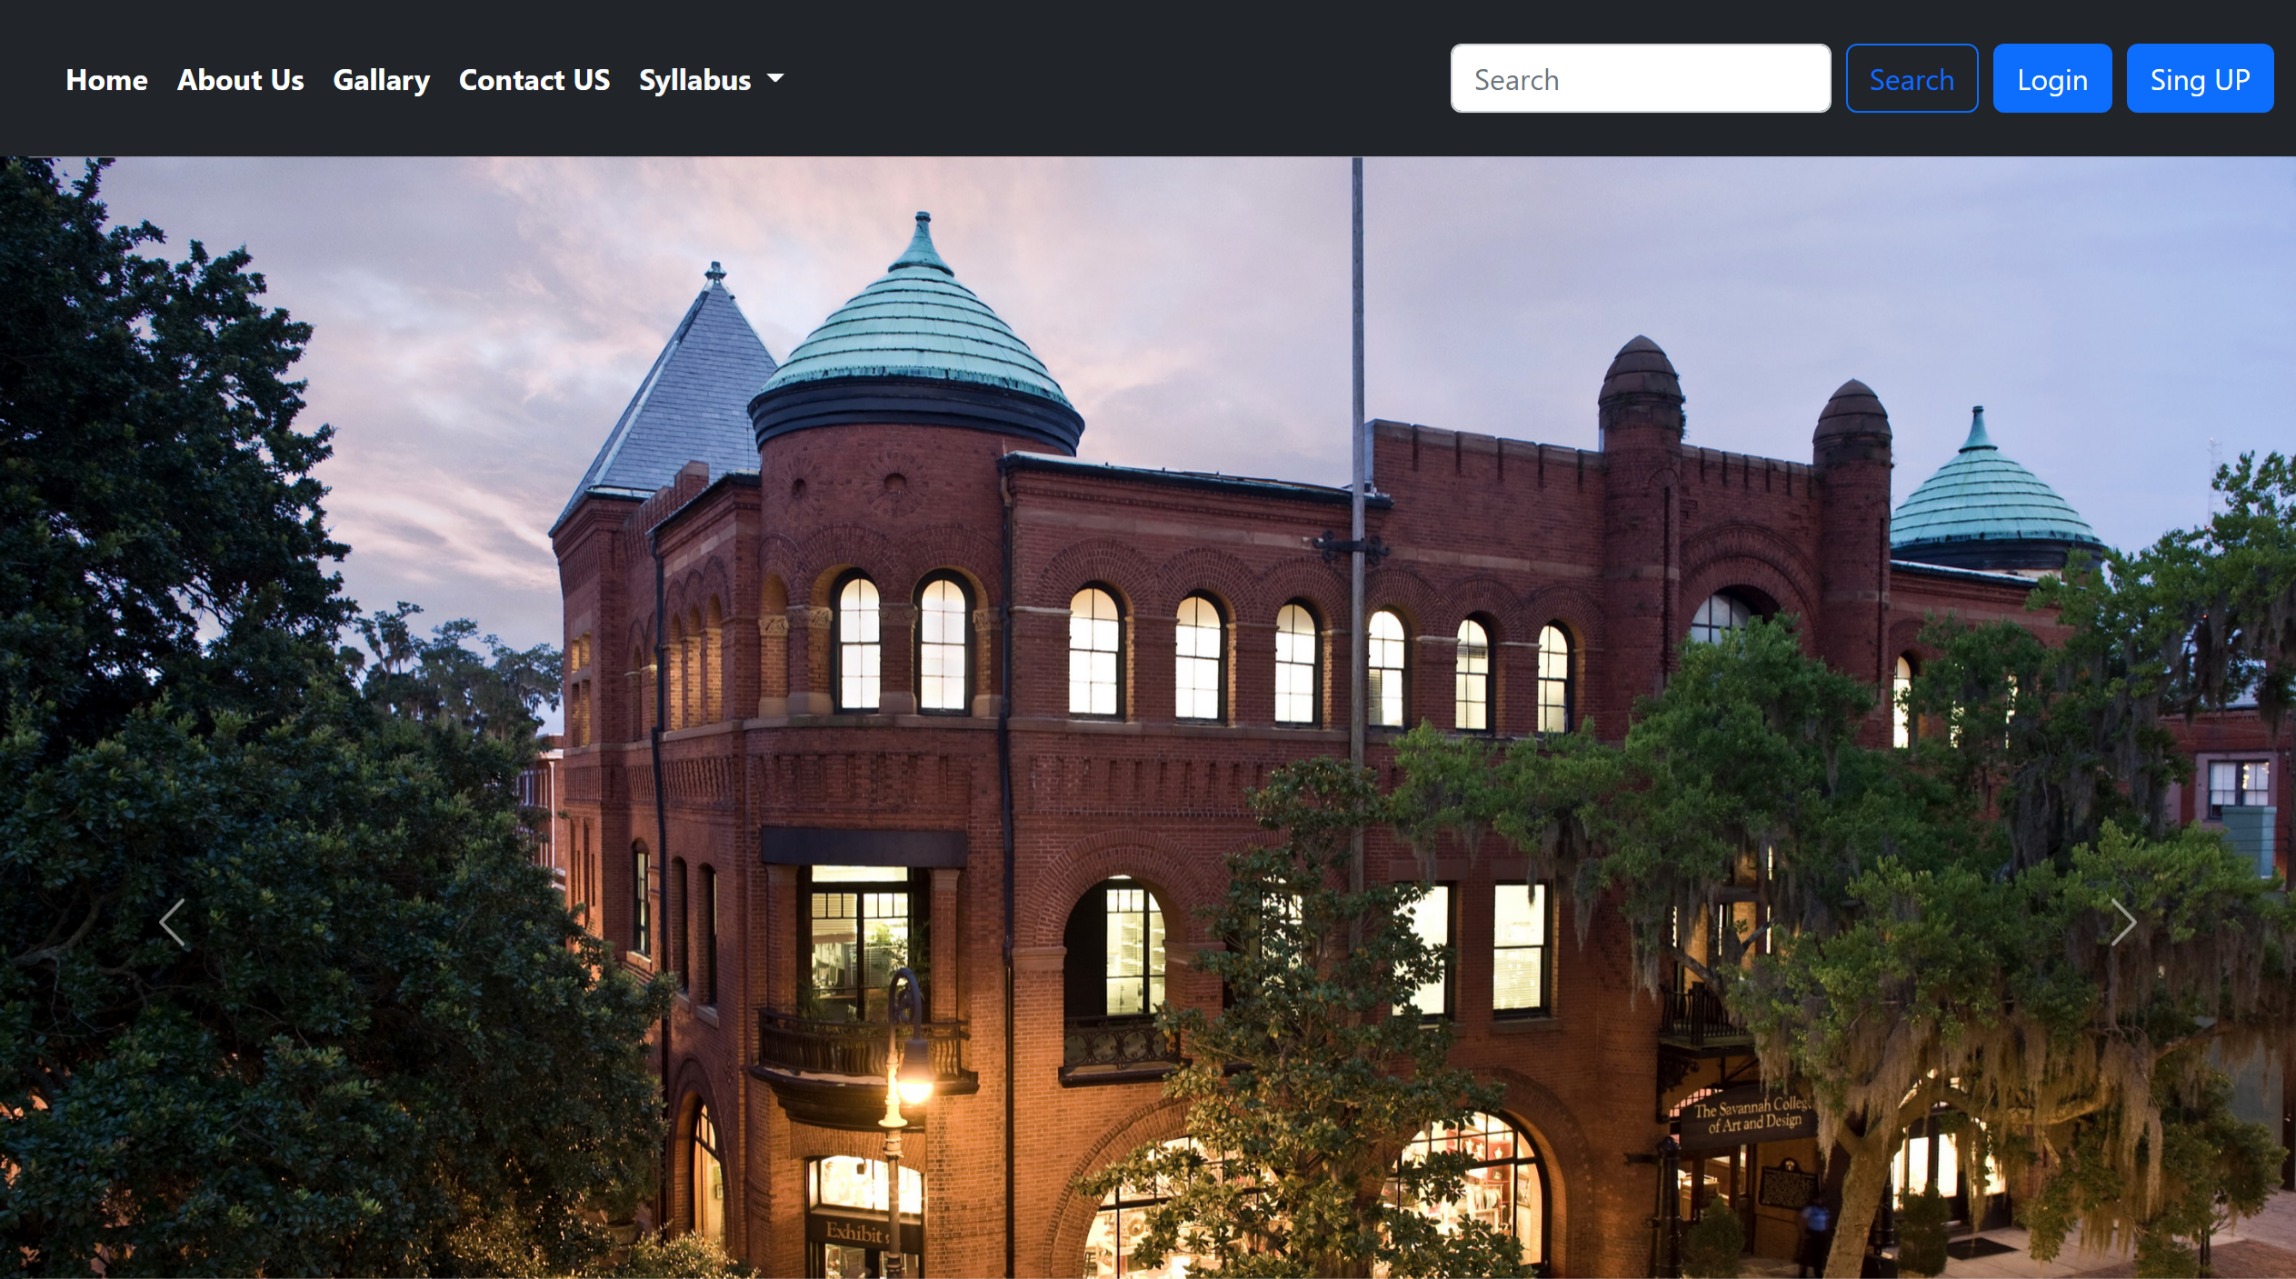 Home About Us Gallary Contact US Syllabus Search Search Login Sing UP
The Savannah College
of Art and Design
Exhibit